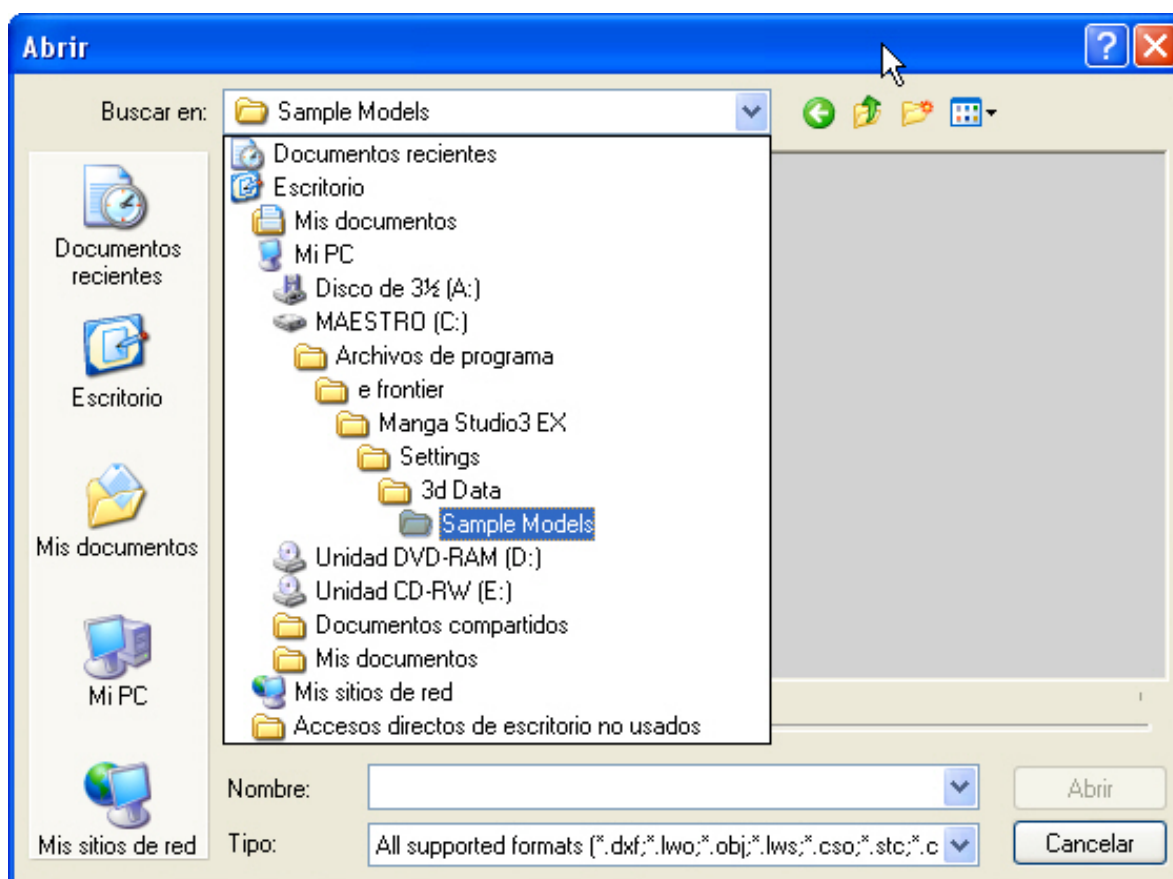 Abrir
Buscar en:
Sample Models
Documentos recientes
Escritorio
Mis documentos
Mi PC
Disco de 3½ (A:)
MAESTRO (C:)
Archivos de programa
e frontier
Manga Studio3 EX
Settings
3d Data
Sample Models
Unidad DVD-RAM (D:)
Unidad CD-RW (E:)
Documentos compartidos
Mis documentos
Mis sitios de red
Accesos directos de escritorio no usados
Documentos
recientes
Escritorio
Mis documentos
Mi PC
Mis sitios de red
Nombre:
Abrir
Tipo:
All supported formats (*.dxf;*.lwo;*.obj;*.lws;*.cso;*.stc;*.c
Cancelar